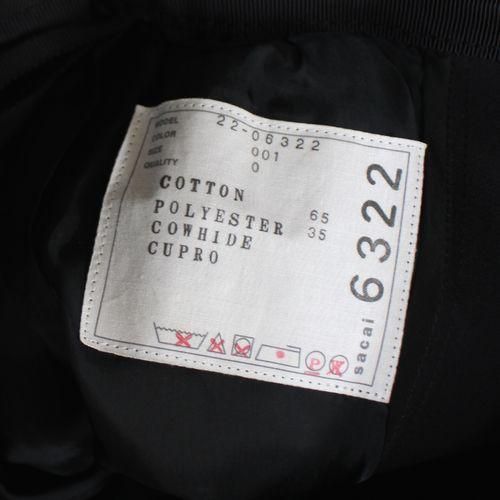 MODEL 22-06322
COLOR 001
SIZE 0
QUALITY
COTTON 65
POLYESTER 35
COWHIDE
CUPRO
P W
sacai 6322